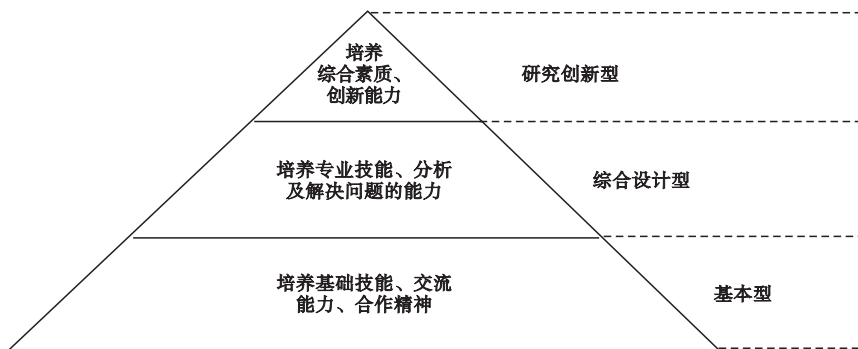 培养
综合素质、
创新能力
研究创新型
培养专业技能、分析
及解决问题的能力
综合设计型
培养基础技能、交流
能力、合作精神
基本型